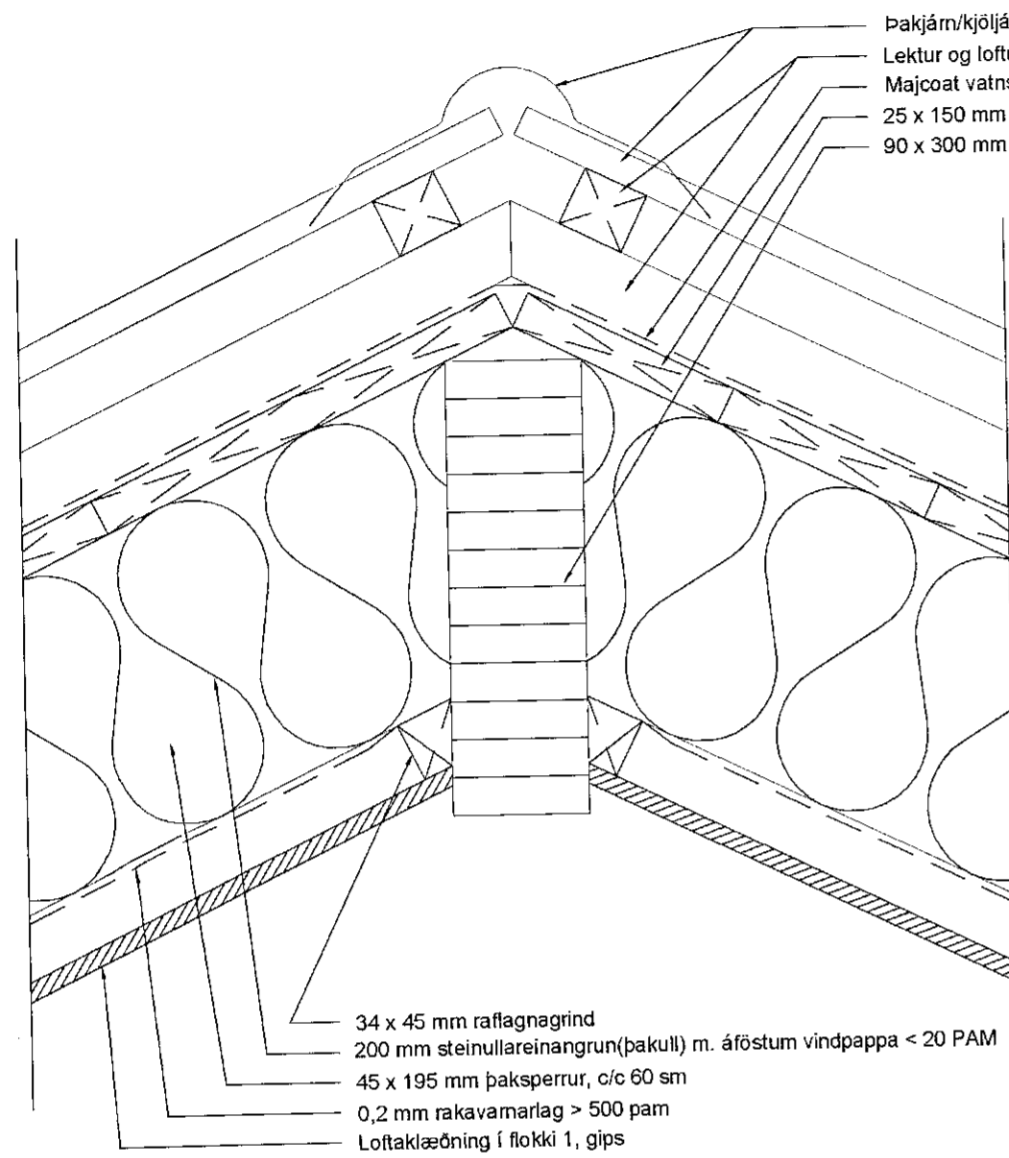 Þakjárn/kjöljá
Lektur og loftu
Majcoat vatns
25 x 150 mm
90 x 300 mm
34 x 45 mm raflagnagrind
200 mm steinullareinangrun(þakull) m. áföstum vindpappa < 20 PAM
45 x 195 mm þaksperrur, c/c 60 sm
0,2 mm rakavarnarlag > 500 pam
Loftaklæðning í flokki 1, gips